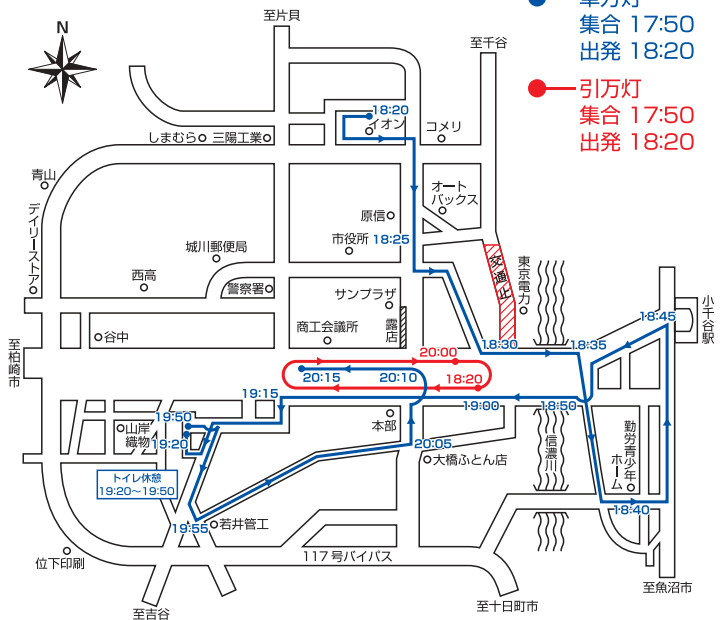 車万灯
集合 17:50
出発 18:20
引万灯
集合 17:50
出発 18:20
N
至片貝
至千谷
18:20
イオン
コメリ
しまむら
三陽工業
青山
オート
バックス
デイリーストア
原信
市役所 18:25
城川郵便局
西高
警察署
サンプラザ
交通止
東京電力
小千谷駅
18:45
谷中
商工会議所
露店
18:30
18:35
至柏崎市
20:00
20:15
20:10
18:20
19:15
19:00
18:50
19:50
山岸
織物
19:20
本部
20:05
大橋ふとん店
信濃川
勤労青少年
ホーム
トイレ休憩
19:20〜19:50
19:55
若井管工
18:40
位下印刷
117号バイパス
至魚沼市
至十日町市
至吉谷